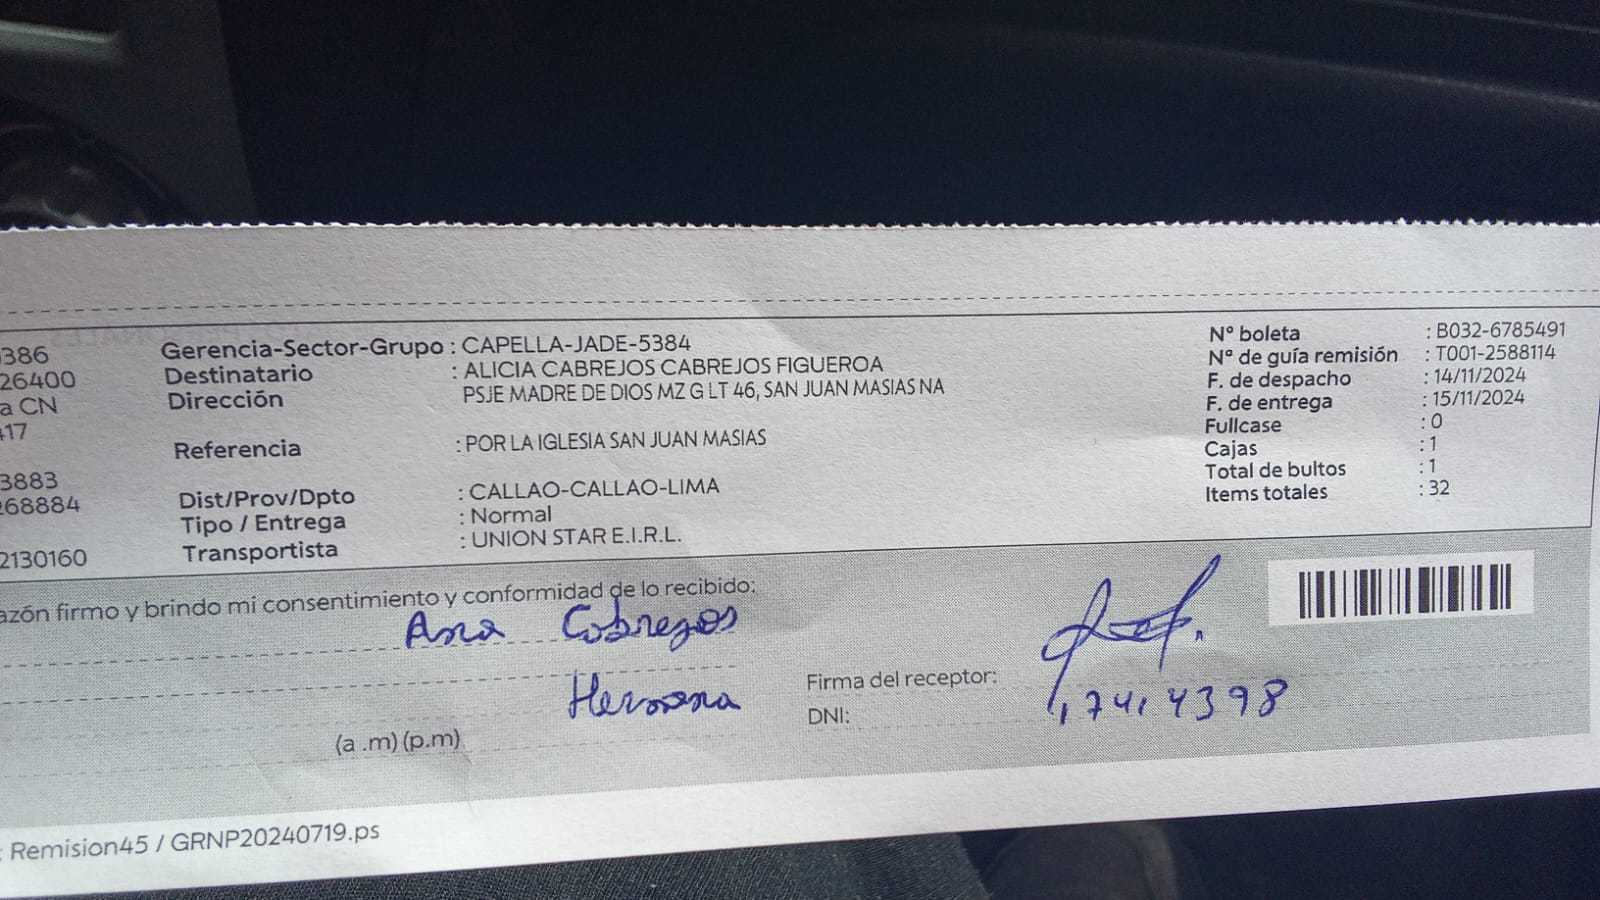 386
26400
a CN
417
3883
268884
2130160
Gerencia-Sector-Grupo : CAPELLA-JADE-5384
Destinatario : ALICIA CABREJOS CABREJOS FIGUEROA
Dirección PSJE MADRE DE DIOS MZ G LT 46, SAN JUAN MASIAS NA
Referencia : POR LA IGLESIA SAN JUAN MASIAS
Dist/Prov/Dpto : CALLAO-CALLAO-LIMA
Tipo / Entrega : Normal
Transportista : UNION STAR E.I.R.L.
N° boleta : B032-6785491
N° de guía remisión : T001-2588114
F. de despacho : 14/11/2024
F. de entrega : 15/11/2024
Fullcase : 0
Cajas : 1
Total de bultos : 1
Items totales : 32
azón firmo y brindo mi consentimiento y conformidad de lo recibido:
Ana Cabrejos
Hermana
(a .m) (p.m)
Firma del receptor:
DNI: 17414398
: Remision45 / GRNP20240719.ps